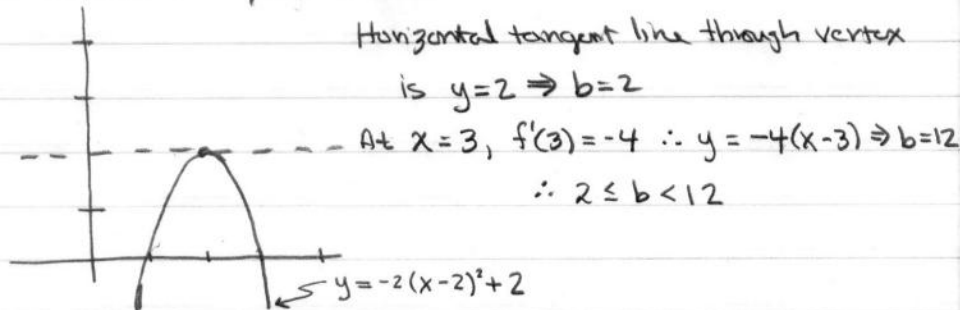 Horizontal tangent line through vertex
is y=2 ⇒ b=2
At x=3, f'(3)=-4 ∴ y=-4(x-3) ⇒ b=12
∴ 2 ≤ b < 12
y=-2(x-2)²+2